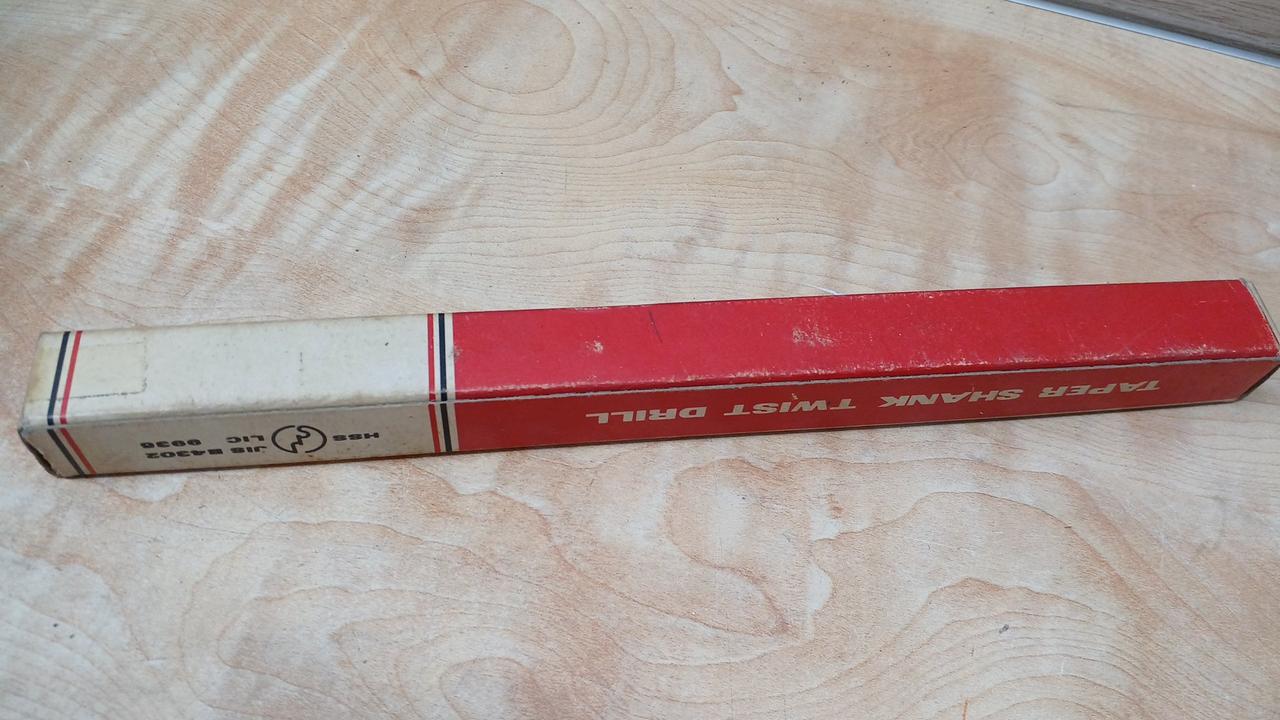 TAPER SHANK TWIST DRILL
HSS
JIS B4302
LIC 9936